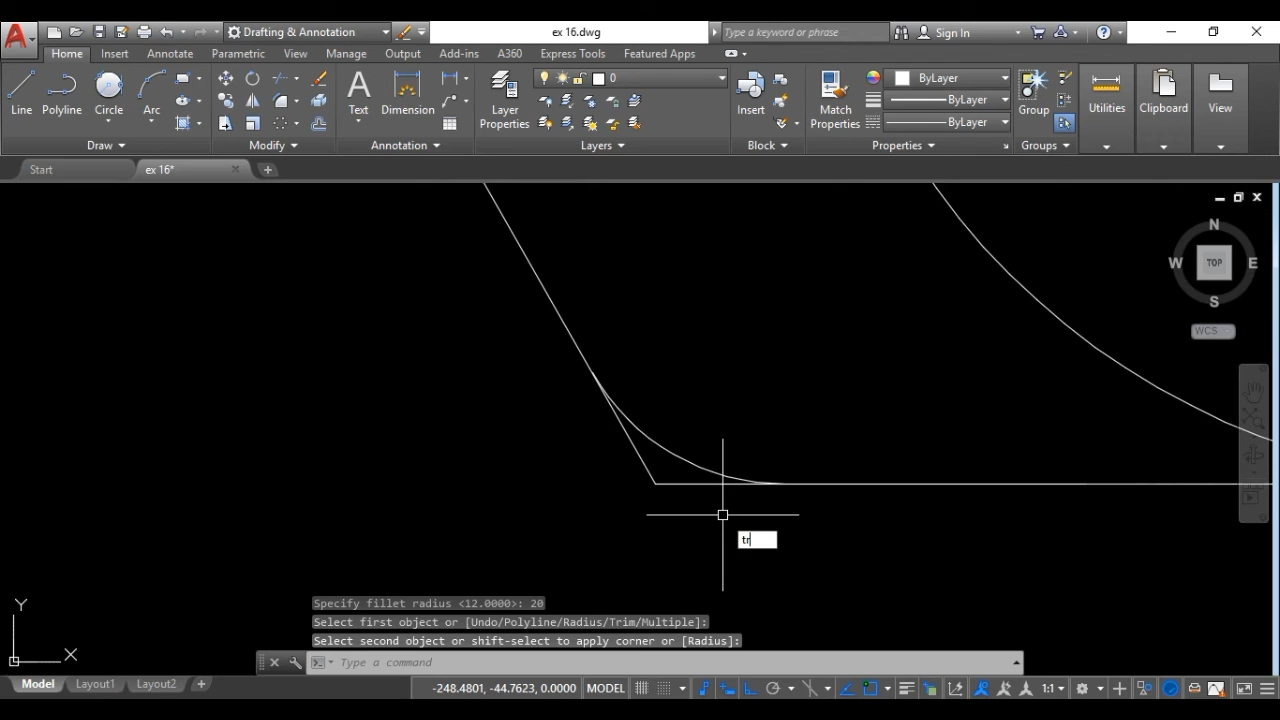 Drafting & Annotation
ex 16.dwg
Type a keyword or phrase
Sign In
Home
Insert
Annotate
Parametric
View
Manage
Output
Add-ins
A360
Express Tools
Featured Apps
Line
Polyline
Circle
Arc
Text
Dimension
Layer
Properties
0
Insert
Match
Properties
ByLayer
ByLayer
ByLayer
Group
Utilities
Clipboard
View
Draw
Modify
Annotation
Layers
Block
Properties
Groups
Start
ex 16*
N
W
TOP
E
S
WCS
tr
Specify fillet radius <12.0000>: 20
Select first object or [Undo/Polyline/Radius/Trim/Multiple]:
Select second object or shift-select to apply corner or [Radius]:
Y
X
Type a command
Model
Layout1
Layout2
-248.4801, -44.7623, 0.0000
MODEL
1:1